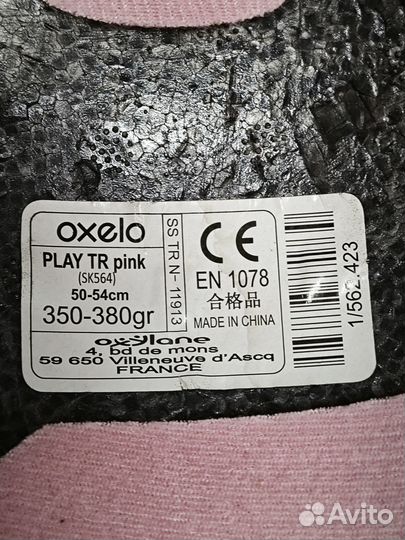 oxelo
PLAY TR pink
(SK564)
50-54cm
350-380gr
SS TR N- 11913
CE
EN 1078
合格品
MADE IN CHINA
1/562 423
oxylane
4, bd de mons
59 650 Villeneuve d'Ascq
FRANCE
Avito